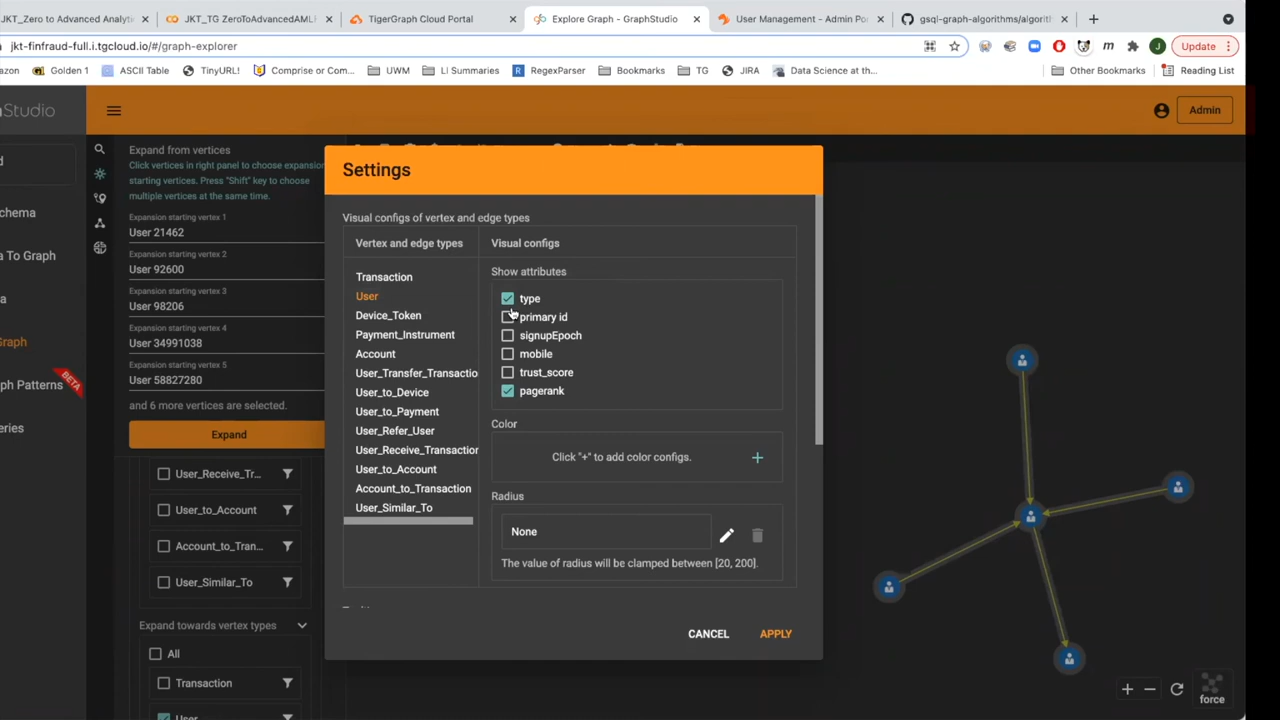 JKT_Zero to Advanced Analytic
JKT_TG ZeroToAdvancedAMLF
TigerGraph Cloud Portal
Explore Graph - GraphStudio
User Management - Admin Po
gsql-graph-algorithms/algorith
jkt-finfraud-full.i.tgcloud.io/#/graph-explorer
Update
azon
Golden 1
ASCII Table
TinyURL!
Comprise or Com...
UWM
LI Summaries
RegexParser
Bookmarks
TG
JIRA
Data Science at the...
Other Bookmarks
Reading List
hStudio
Admin
d
chema
a To Graph
a
Graph
ph Patterns
BETA
eries
Expand from vertices
Click vertices in right panel to choose expansion
starting vertices. Press "Shift" key to choose
multiple vertices at the same time.
Expansion starting vertex 1
User 21462
Expansion starting vertex 2
User 92600
Expansion starting vertex 3
User 98206
Expansion starting vertex 4
User 34991038
Expansion starting vertex 5
User 58827280
and 6 more vertices are selected.
Expand
User_Receive_Tr...
User_to_Account
Account_to_Tran...
User_Similar_To
Expand towards vertex types
All
Transaction
User
Settings
Visual configs of vertex and edge types
Vertex and edge types
Transaction
User
Device_Token
Payment_Instrument
Account
User_Transfer_Transactio
User_to_Device
User_to_Payment
User_Refer_User
User_Receive_Transaction
User_to_Account
Account_to_Transaction
User_Similar_To
Visual configs
Show attributes
type
primary id
signupEpoch
mobile
trust_score
pagerank
Color
Click "+" to add color configs.
Radius
None
The value of radius will be clamped between [20, 200].
CANCEL
APPLY
force